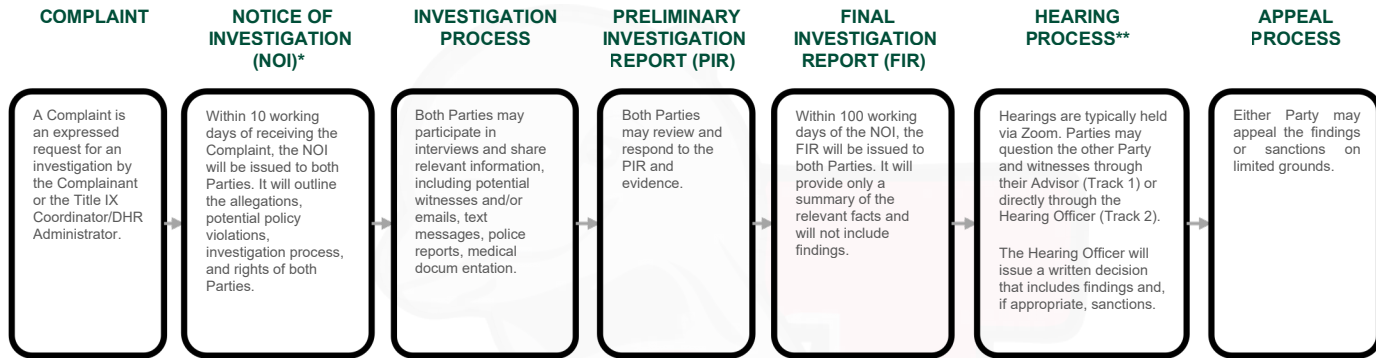 COMPLAINT
A Complaint is
an expressed
request for an
investigation by
the Complainant
or the Title IX
Coordinator/DHR
Administrator.
NOTICE OF
INVESTIGATION
(NOI)*
Within 10 working
days of receiving the
Complaint, the NOI
will be issued to both
Parties. It will outline
the allegations,
potential policy
violations,
investigation process,
and rights of both
Parties.
INVESTIGATION
PROCESS
Both Parties may
participate in
interviews and share
relevant information,
including potential
witnesses and/or
emails, text
messages, police
reports, medical
docum entation.
PRELIMINARY
INVESTIGATION
REPORT (PIR)
Both Parties
may review and
respond to the
PIR and
evidence.
FINAL
INVESTIGATION
REPORT (FIR)
Within 100 working
days of the NOI, the
FIR will be issued to
both Parties. It will
provide only a
summary of the
relevant facts and
will not include
findings.
HEARING
PROCESS**
Hearings are typically held
via Zoom. Parties may
question the other Party
and witnesses through
their Advisor (Track 1) or
directly through the
Hearing Officer (Track 2).
The Hearing Officer will
issue a written decision
that includes findings and,
if appropriate, sanctions.
APPEAL
PROCESS
Either Party may
appeal the findings
or sanctions on
limited grounds.